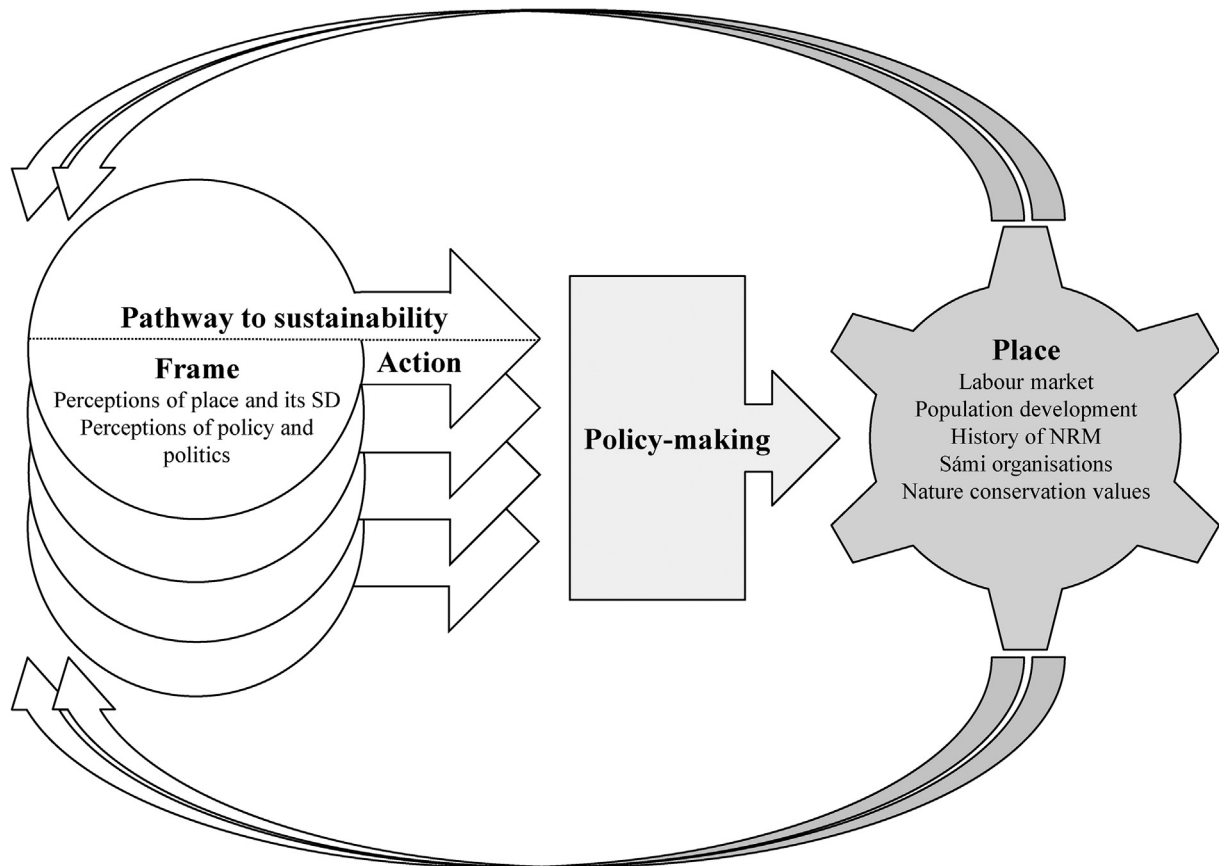 Pathway to sustainability
Frame
Perceptions of place and its SD
Perceptions of policy and
politics
Action
Policy-making
Place
Labour market
Population development
History of NRM
Sámi organisations
Nature conservation values